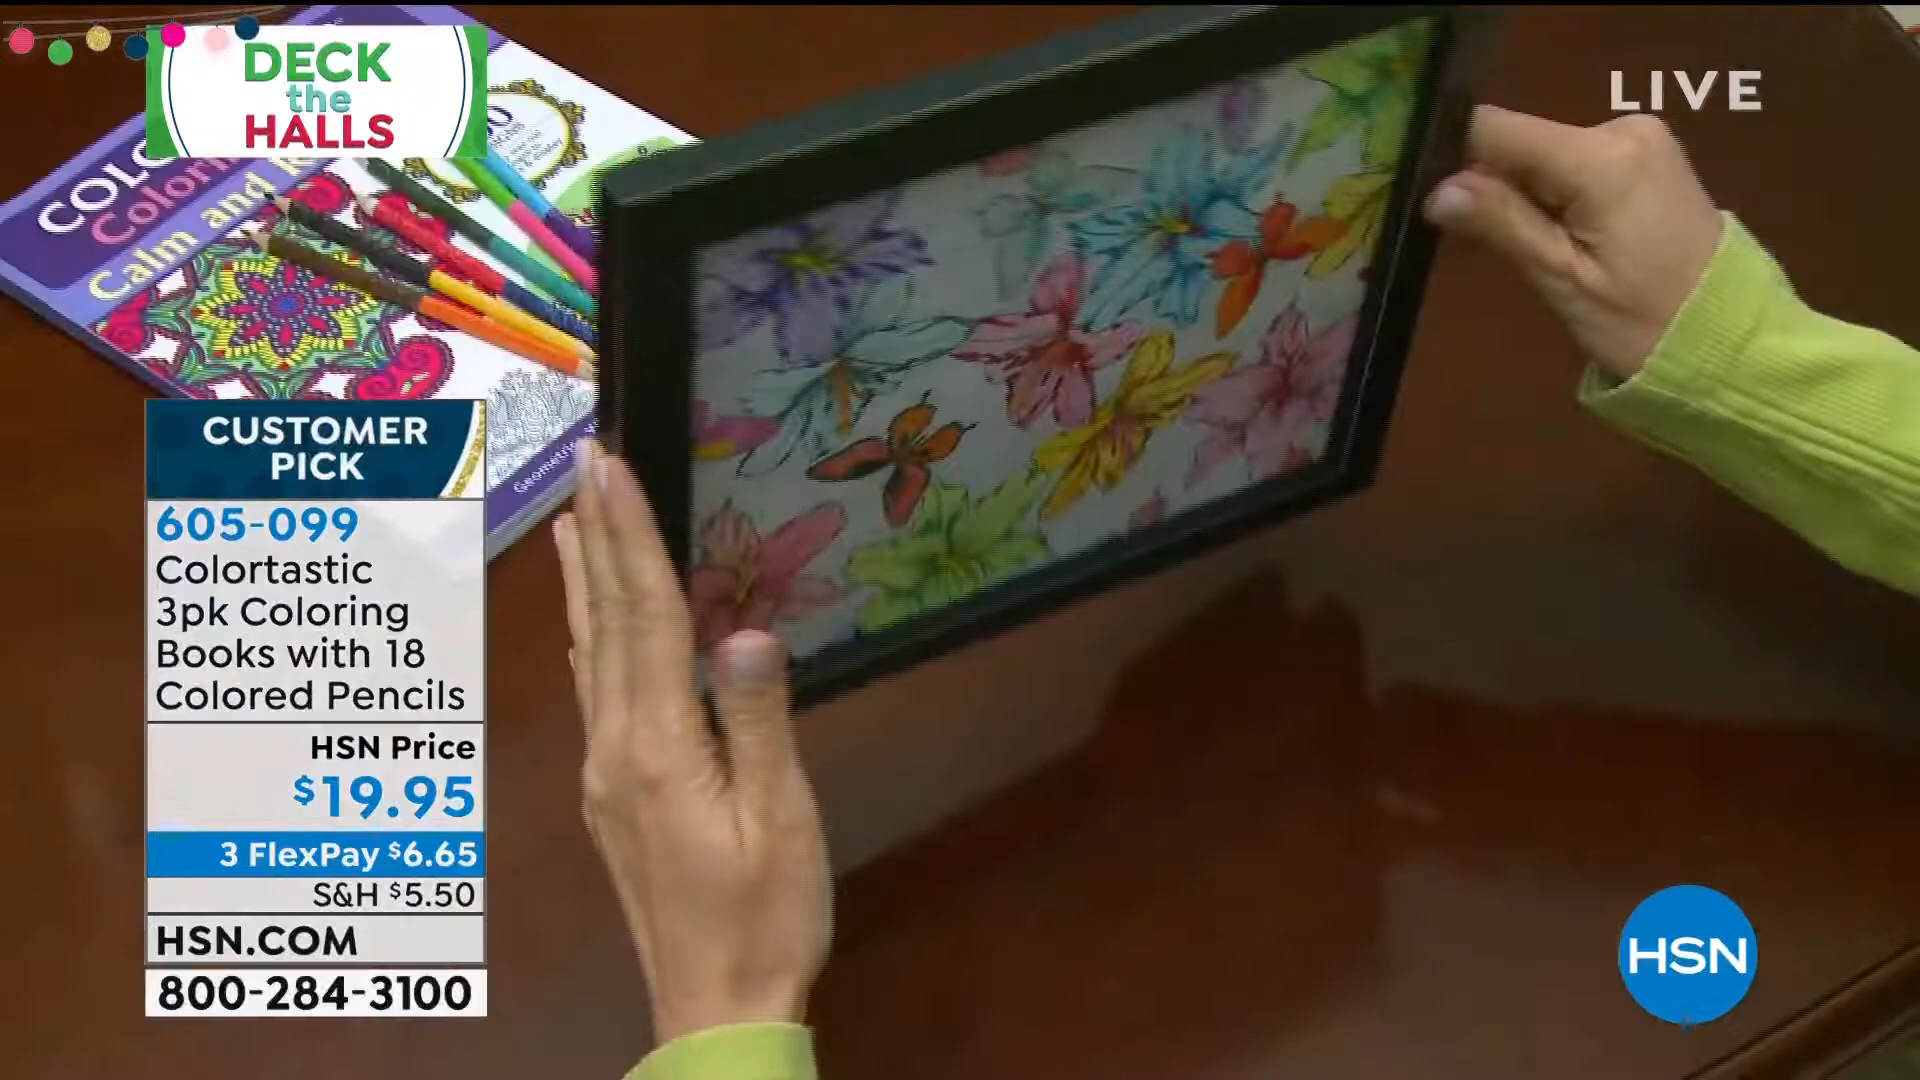 DECK
the
HALLS
LIVE
Calm and
CUSTOMER
PICK
605-099
Colortastic
3pk Coloring
Books with 18
Colored Pencils
HSN Price
$19.95
3 FlexPay $6.65
S&H $5.50
HSN.COM
800-284-3100
HSN